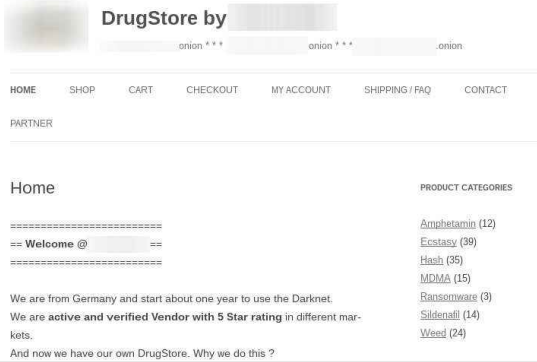 DrugStore by
onion * * * onion * * * .onion
HOME SHOP CART CHECKOUT MY ACCOUNT SHIPPING / FAQ CONTACT
PARTNER
Home
=========================
== Welcome @ ==
=========================
We are from Germany and start about one year to use the Darknet.
We are active and verified Vendor with 5 Star rating in different mar-
kets.
And now we have our own DrugStore. Why we do this ?
PRODUCT CATEGORIES
Amphetamin (12)
Ecstasy (39)
Hash (35)
MDMA (15)
Ransomware (3)
Sildenafil (14)
Weed (24)